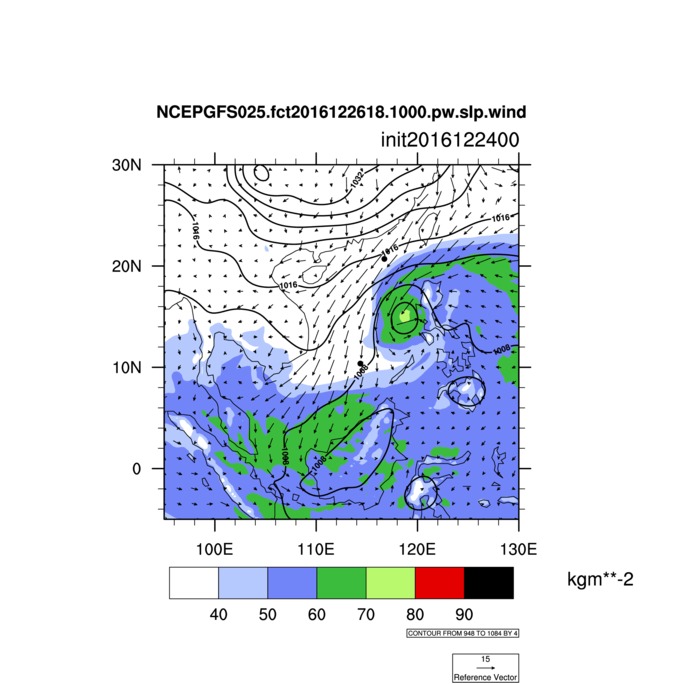 NCEPGFS025.fct2016122618.1000.pw.slp.wind
init2016122400
30N
20N
10N
0
1032
1016
1016
1016
1016
1008
1008
1008
1008
100E 110E 120E 130E
40 50 60 70 80 90
kgm**-2
CONTOUR FROM 948 TO 1084 BY 4
15
Reference Vector